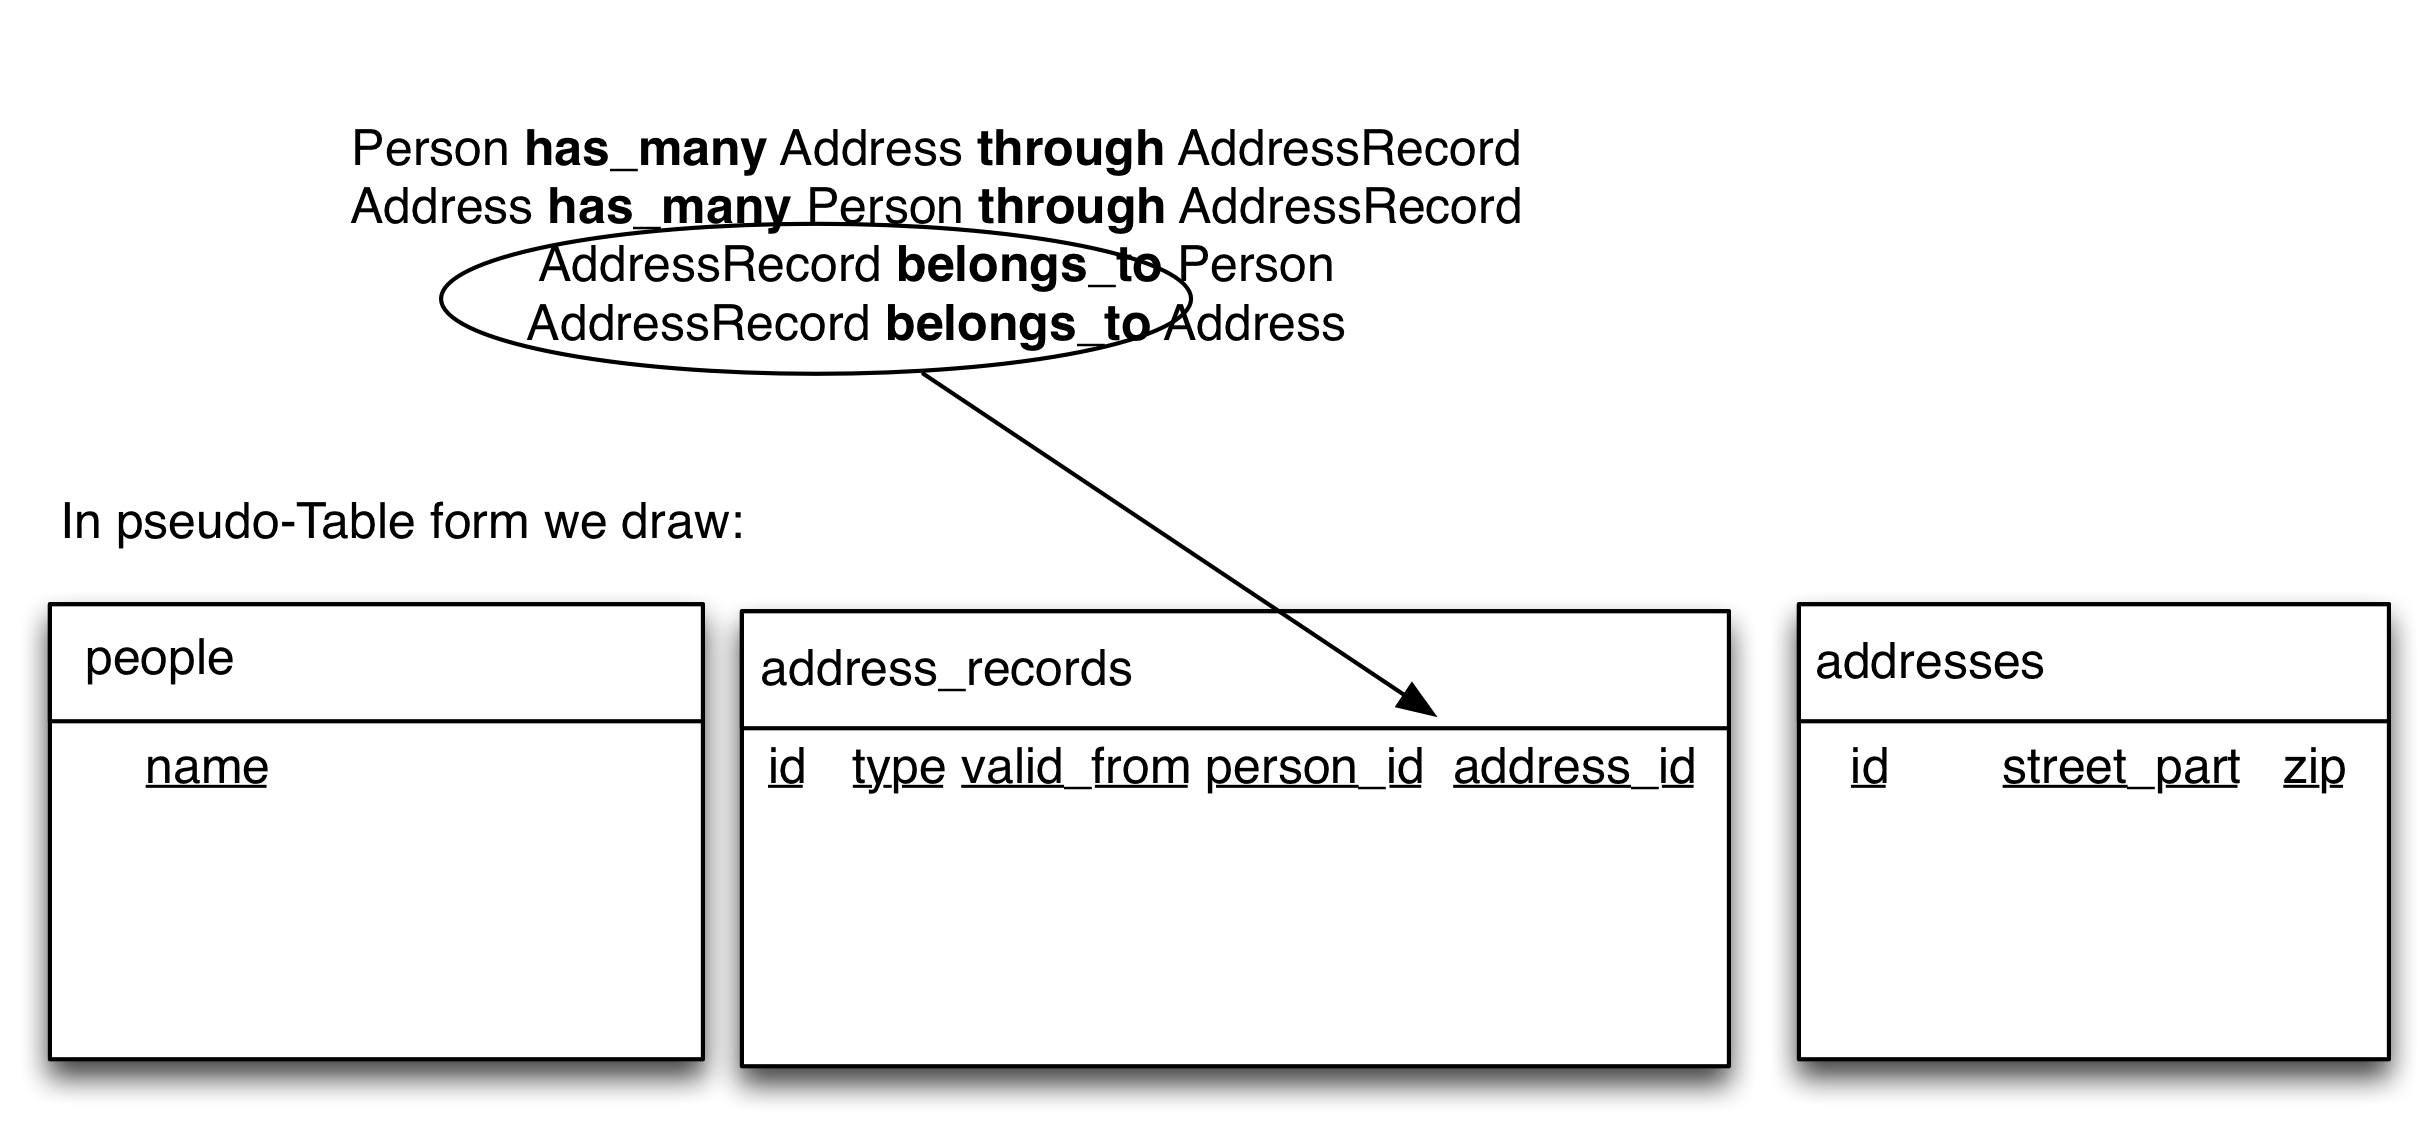 Person has_many Address through AddressRecord
Address has_many Person through AddressRecord
AddressRecord belongs_to Person
AddressRecord belongs_to Address
In pseudo-Table form we draw:
people
name
address_records
id type valid_from person_id address_id
addresses
id street_part zip